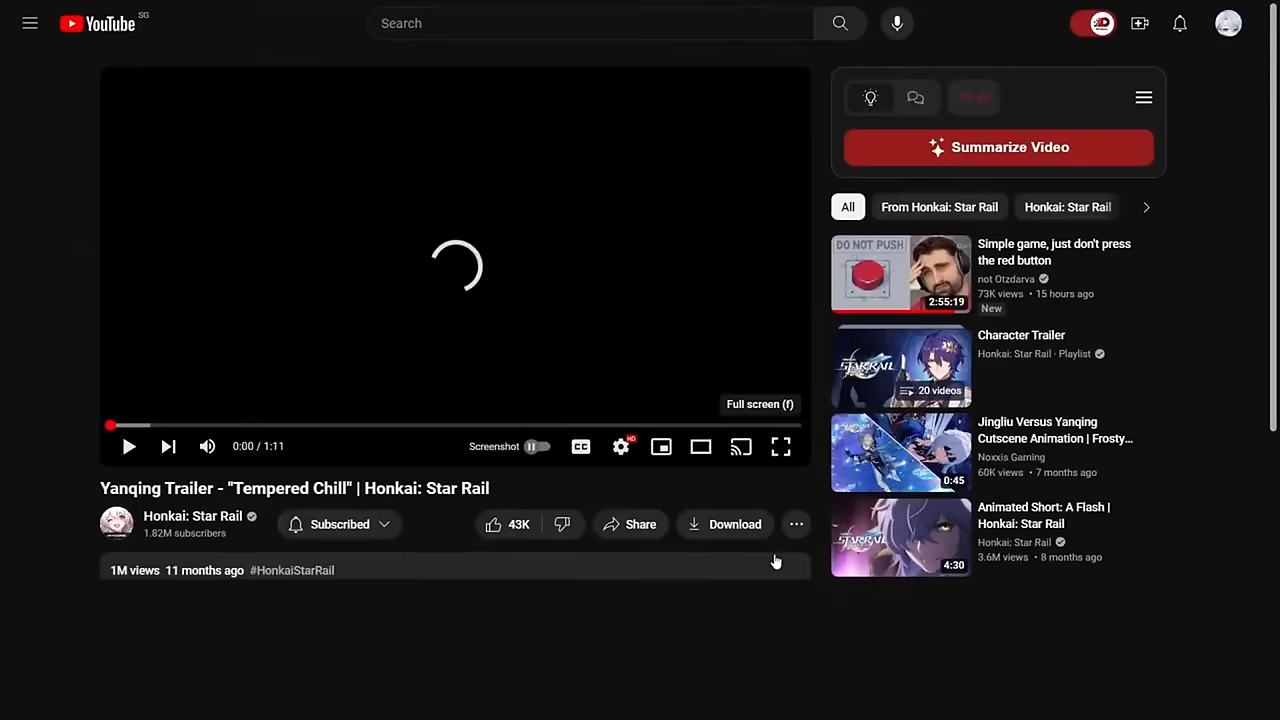 YouTube SG
Search
DO NOT PUSH
2:55:19
Summarize Video
All
From Honkai: Star Rail
Honkai: Star Rail
Simple game, just don't press
the red button
not Otzdarva
73K views • 15 hours ago
New
STARRAIL
20 videos
Character Trailer
Honkai: Star Rail · Playlist
0:45
Jingliu Versus Yanqing
Cutscene Animation | Frosty...
Noxxis Gaming
60K views • 7 months ago
STARRAIL
4:30
Animated Short: A Flash |
Honkai: Star Rail
Honkai: Star Rail
3.6M views • 8 months ago
Full screen (f)
0:00 / 1:11
Screenshot
CC
HD
Yanqing Trailer - "Tempered Chill" | Honkai: Star Rail
Honkai: Star Rail
1.82M subscribers
Subscribed
43K
Share
Download
1M views 11 months ago #HonkaiStarRail